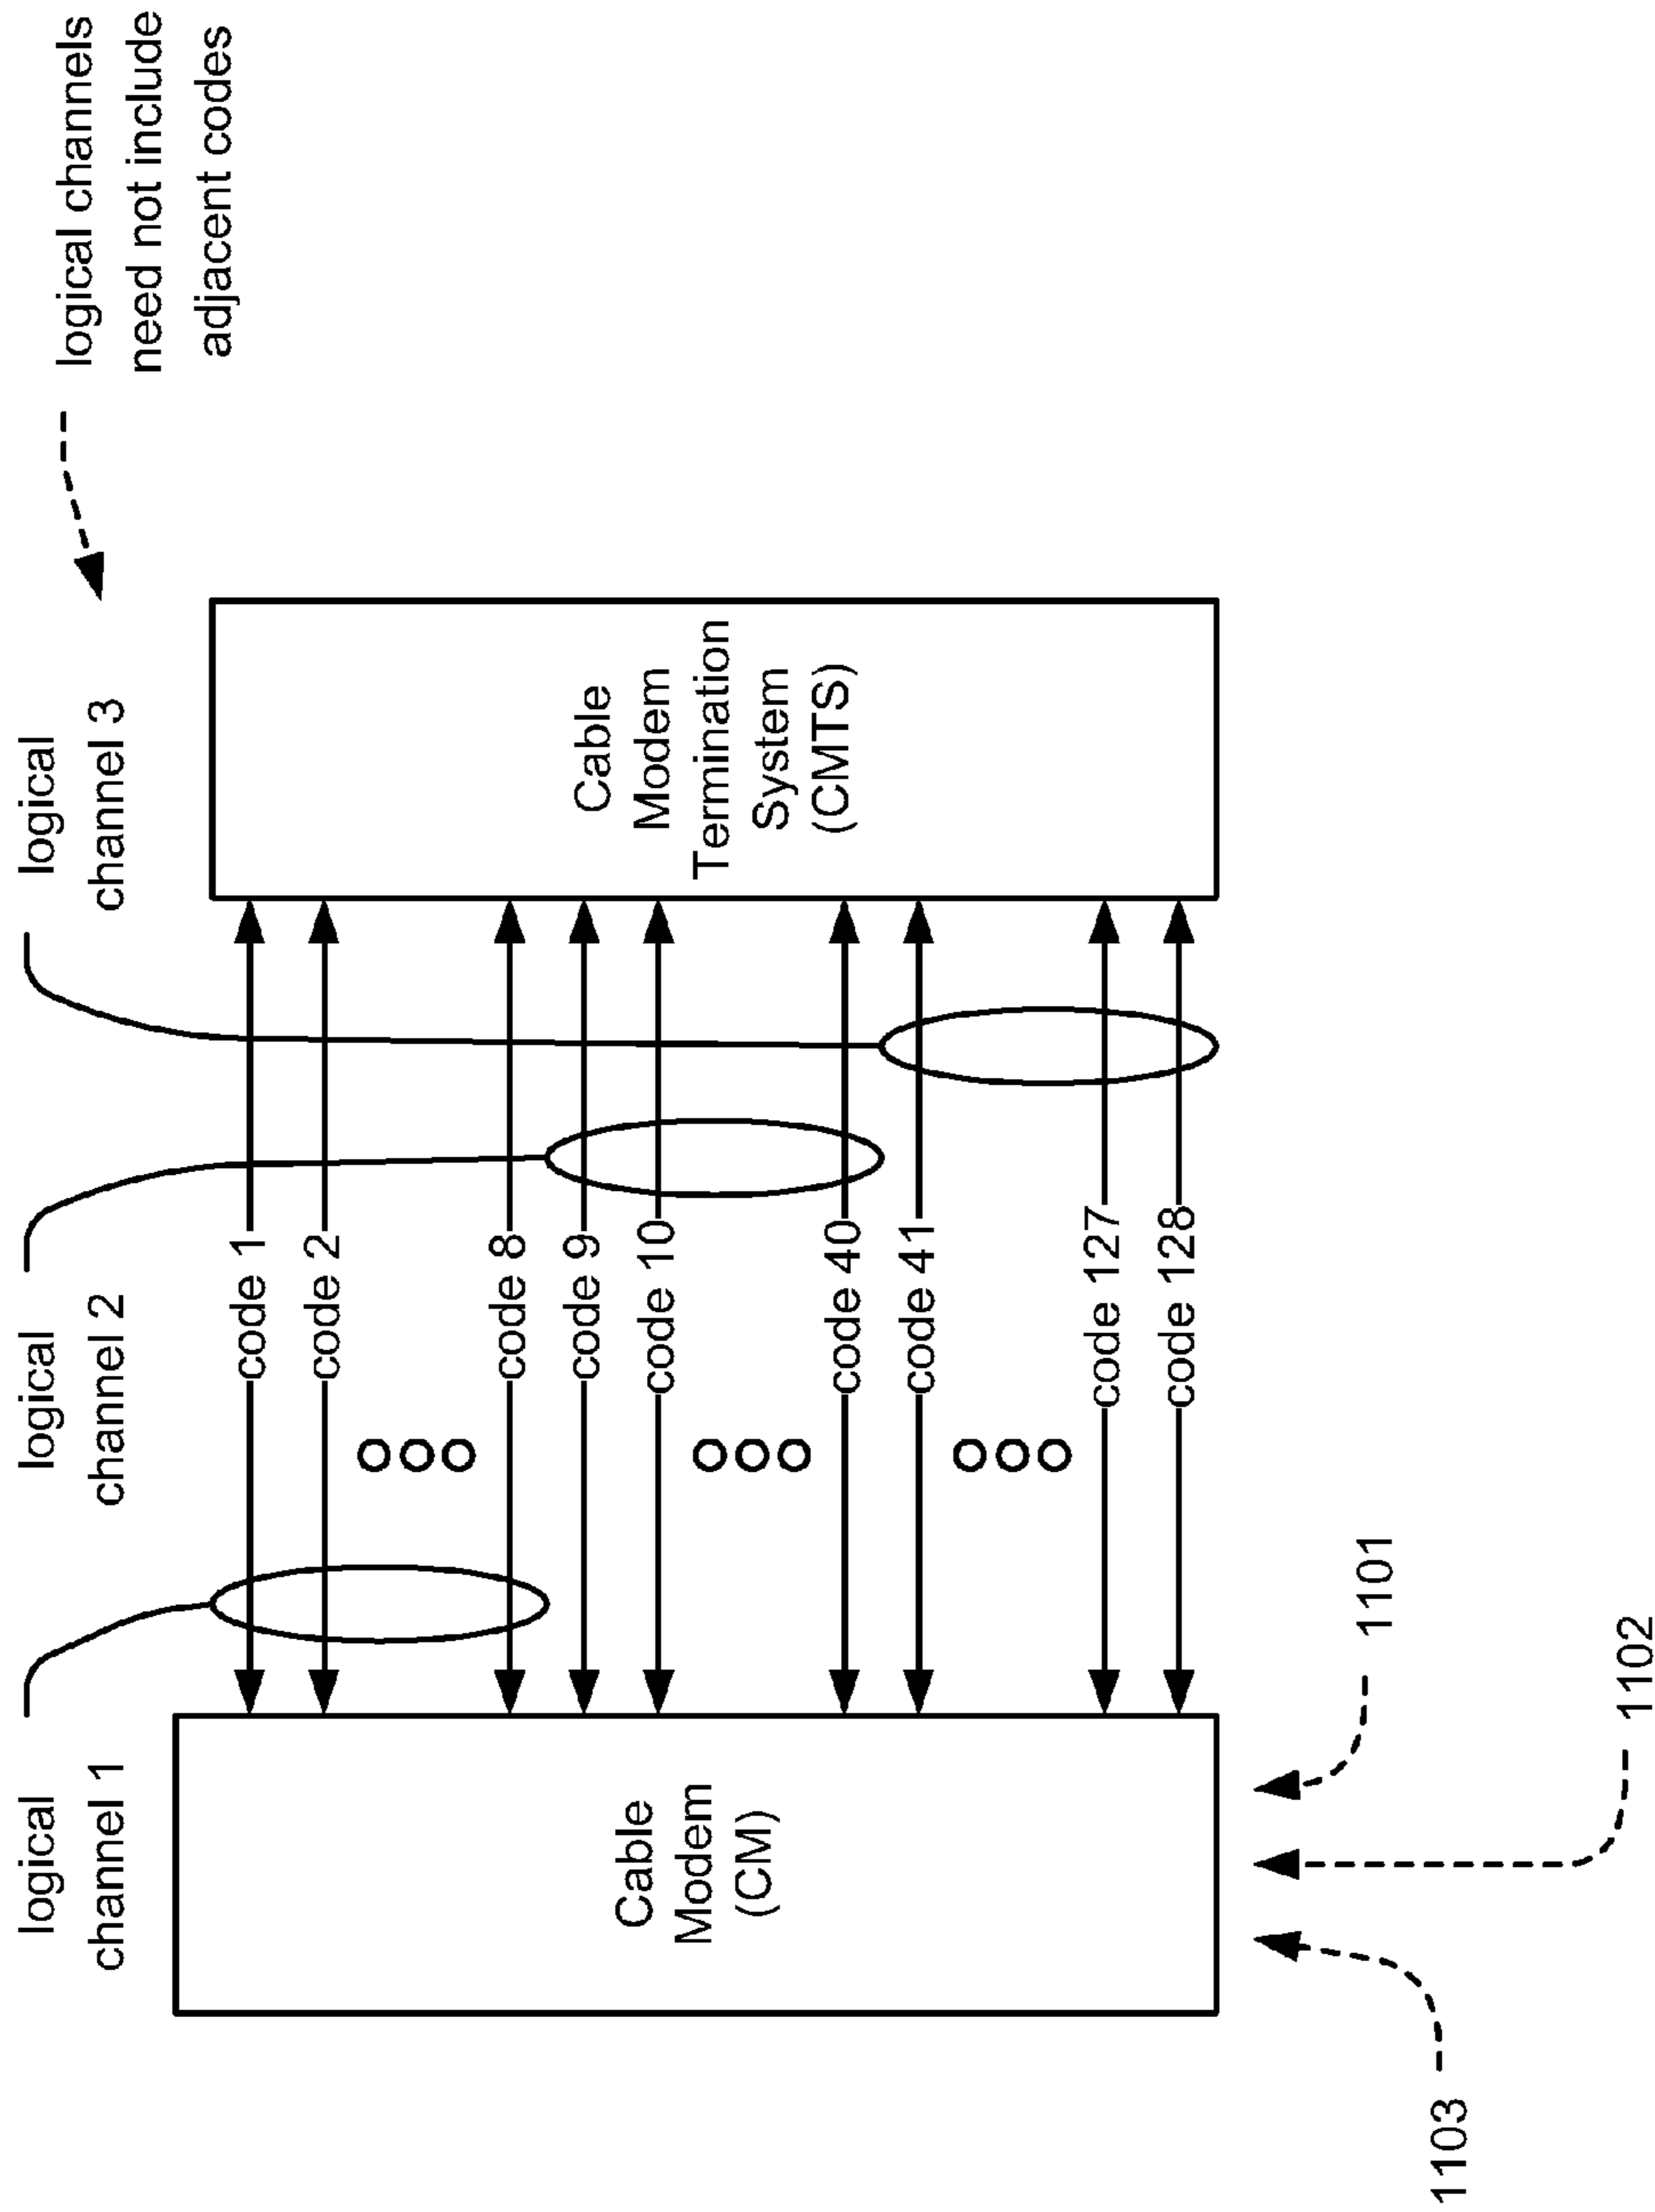 logical
channel 1
logical
channel 2
logical
channel 3
logical channels
need not include
adjacent codes
code 1
code 2
code 8
code 9
code 10
code 40
code 41
code 127
code 128
Cable
Modem
(CM)
Cable
Modem
Termination
System
(CMTS)
1101
1102
1103